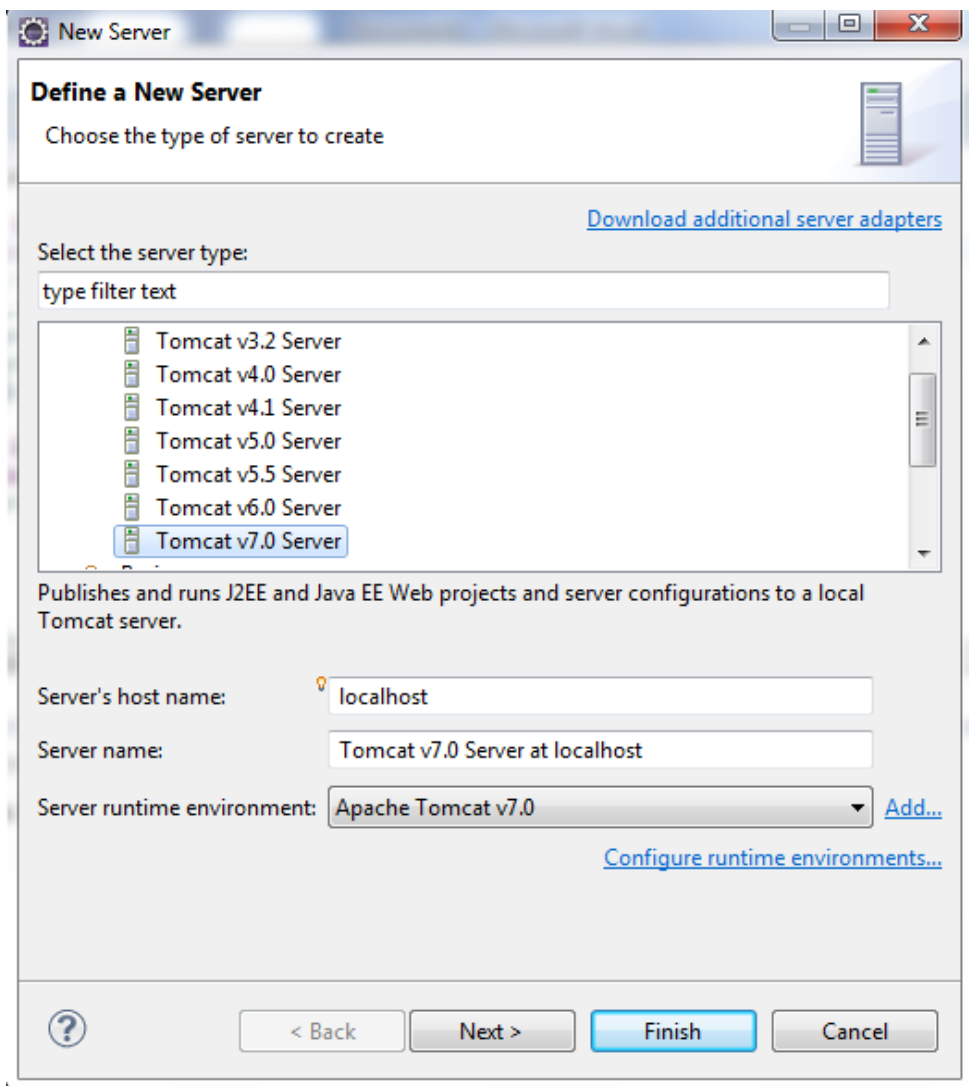 New Server
Define a New Server
Choose the type of server to create
Download additional server adapters
Select the server type:
type filter text
Tomcat v3.2 Server
Tomcat v4.0 Server
Tomcat v4.1 Server
Tomcat v5.0 Server
Tomcat v5.5 Server
Tomcat v6.0 Server
Tomcat v7.0 Server
Publishes and runs J2EE and Java EE Web projects and server configurations to a local
Tomcat server.
Server's host name: localhost
Server name: Tomcat v7.0 Server at localhost
Server runtime environment: Apache Tomcat v7.0 Add...
Configure runtime environments...
< Back Next > Finish Cancel